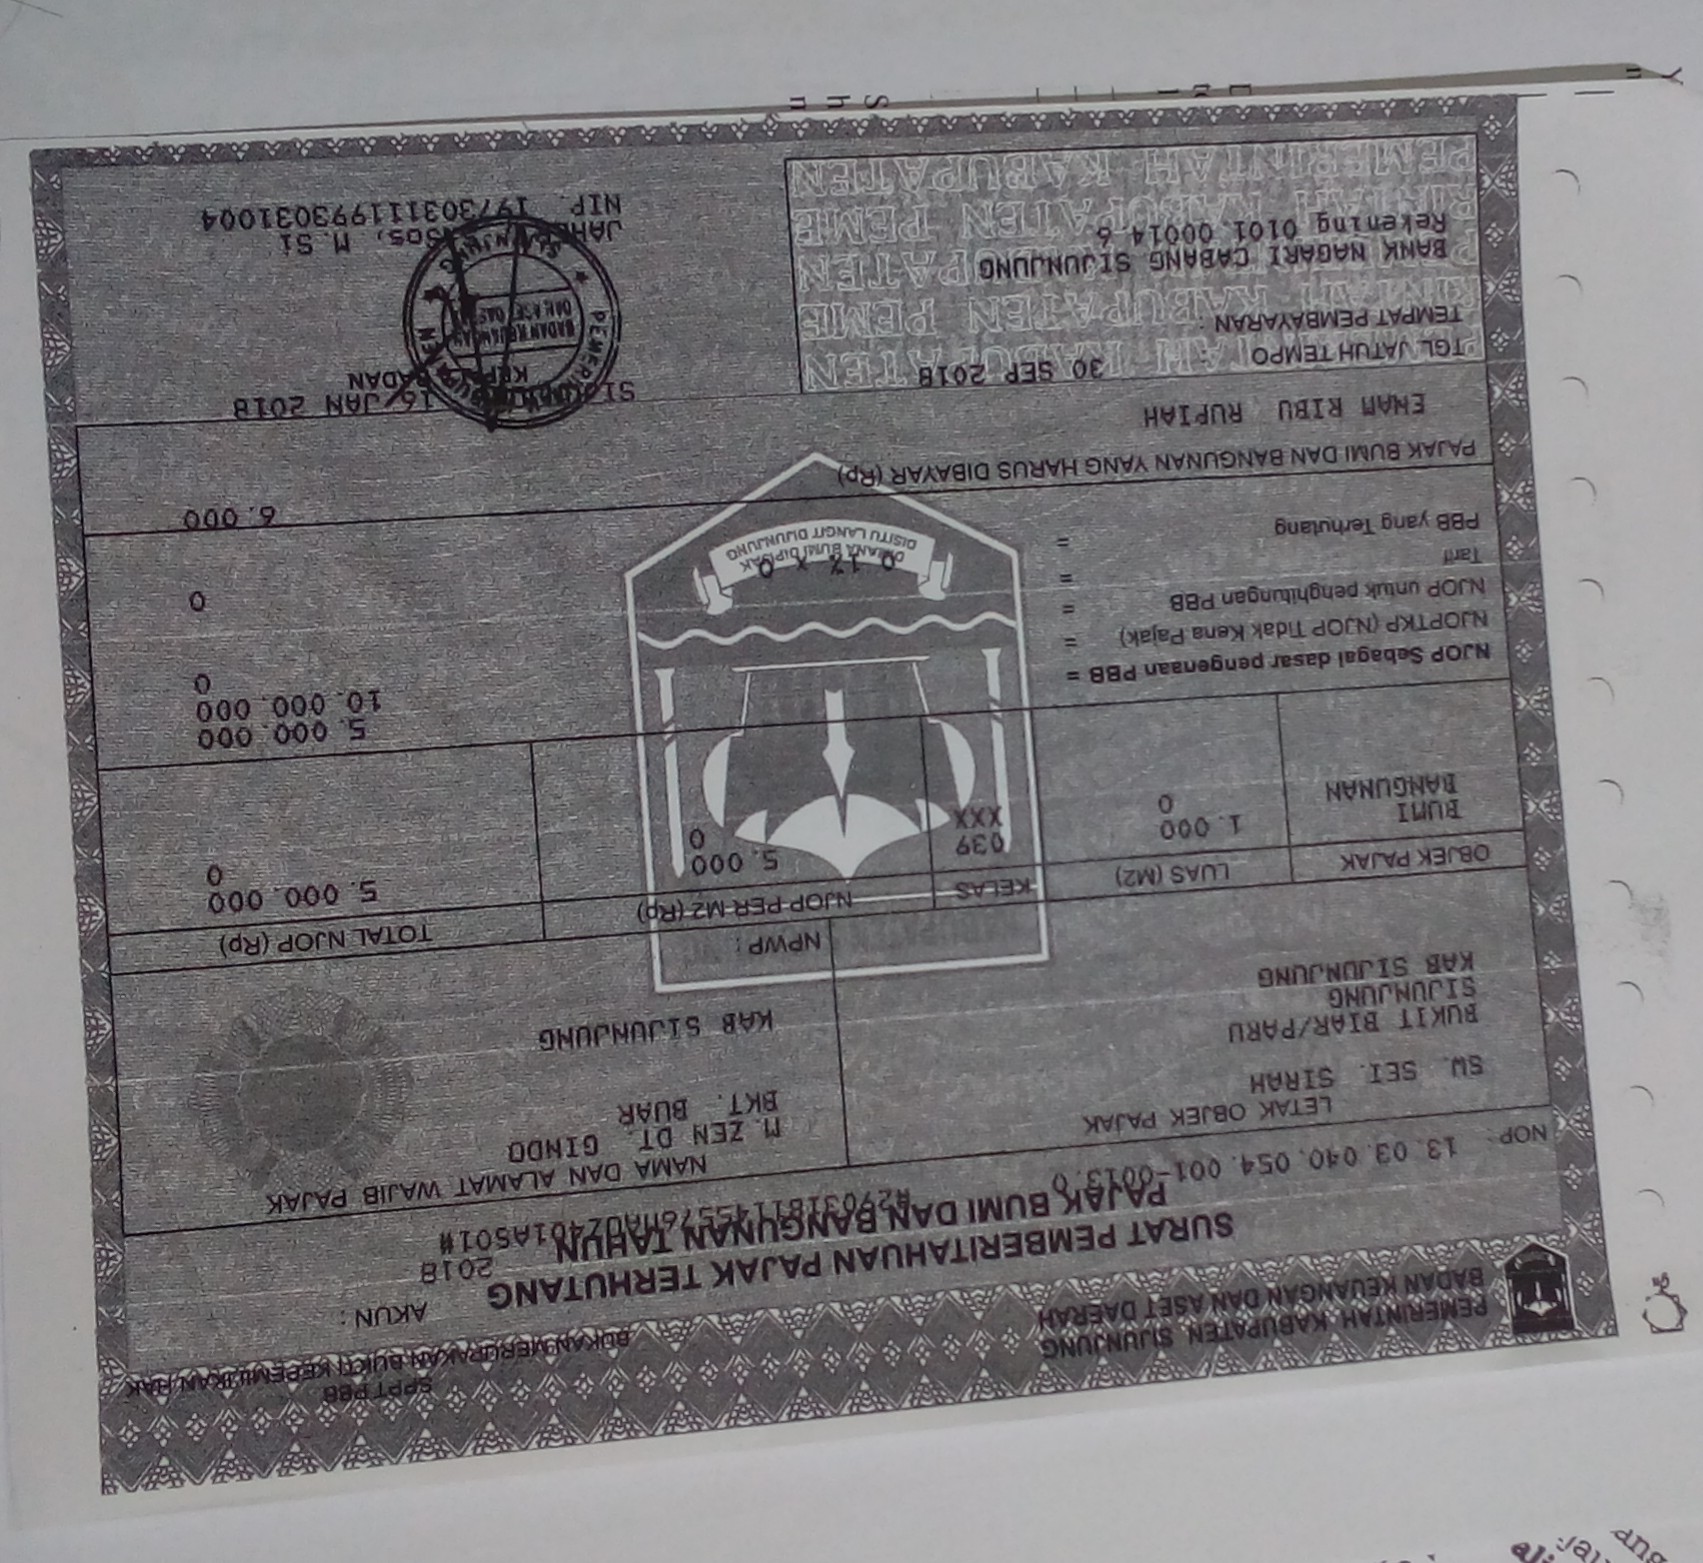 PEMERINTAH KABUPATEN SIJUNJUNG
BADAN KEUANGAN DAN ASET DAERAH
SPPT PBB
BUKAN MERUPAKAN BUKTI KEPEMILIKAN HAK
AKUN :
SURAT PEMBERITAHUAN PAJAK TERHUTANG
PAJAK BUMI DAN BANGUNAN TAHUN 2018
NOP : 13.03.040.054.001-0013.0
LETAK OBJEK PAJAK
SW. SEI. SIRAH
BUKIT BIAR/PARU
SIJUNJUNG
KAB SIJUNJUNG
NAMA DAN ALAMAT WAJIB PAJAK
M.ZEN DT. GINDO
BKT. BUAR
KAB SIJUNJUNG
NPWP :
OBJEK PAJAK LUAS (M2) KELAS NJOP PER M2 (Rp) TOTAL NJOP (Rp)
BUMI 1.000 039 5.000 5.000.000
BANGUNAN 0 XXX 0 0
NJOP Sebagai dasar pengenaan PBB = 5.000.000
NJOPTKP (NJOP Tidak Kena Pajak) = 10.000.000
NJOP untuk penghitungan PBB = 0
Tarif = 0.1% X 0
PBB yang Terhutang = 0
DIMANA BUMI DIPIJAK
DISITU LANGIT DIJUNJUNG
PAJAK BUMI DAN BANGUNAN YANG HARUS DIBAYAR (Rp) 6.000
ENAM RIBU RUPIAH
TGL JATUH TEMPO : 30 SEP 2018
TEMPAT PEMBAYARAN :
BANK NAGARI CABANG SIJUNJUNG
Rekening 0101.00014.6
16 JAN 2018
BADAN
M.Si
NIP. 197303111993031004